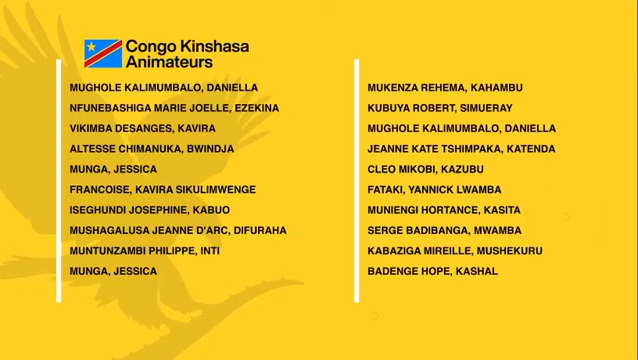 Congo Kinshasa
Animateurs
MUGHOLE KALIMUMBALO, DANIELLA
NFUNEBASHIGA MARIE JOELLE, EZEKINA
VIKIMBA DESANGES, KAVIRA
ALTESSE CHIMANUKA, BWINDJA
MUNGA, JESSICA
FRANCOISE, KAVIRA SIKULIMWENGE
ISEGHUNDI JOSEPHINE, KABUO
MUSHAGALUSA JEANNE D'ARC, DIFURAHA
MUNTUNZAMBI PHILIPPE, INTI
MUNGA, JESSICA
MUKENZA REHEMA, KAHAMBU
KUBUYA ROBERT, SIMUERAY
MUGHOLE KALIMUMBALO, DANIELLA
JEANNE KATE TSHIMPAKA, KATENDA
CLEO MIKOBI, KAZUBU
FATAKI, YANNICK LWAMBA
MUNIENGI HORTANCE, KASITA
SERGE BADIBANGA, MWAMBA
KABAZIGA MIREILLE, MUSHEKURU
BADENGE HOPE, KASHAL